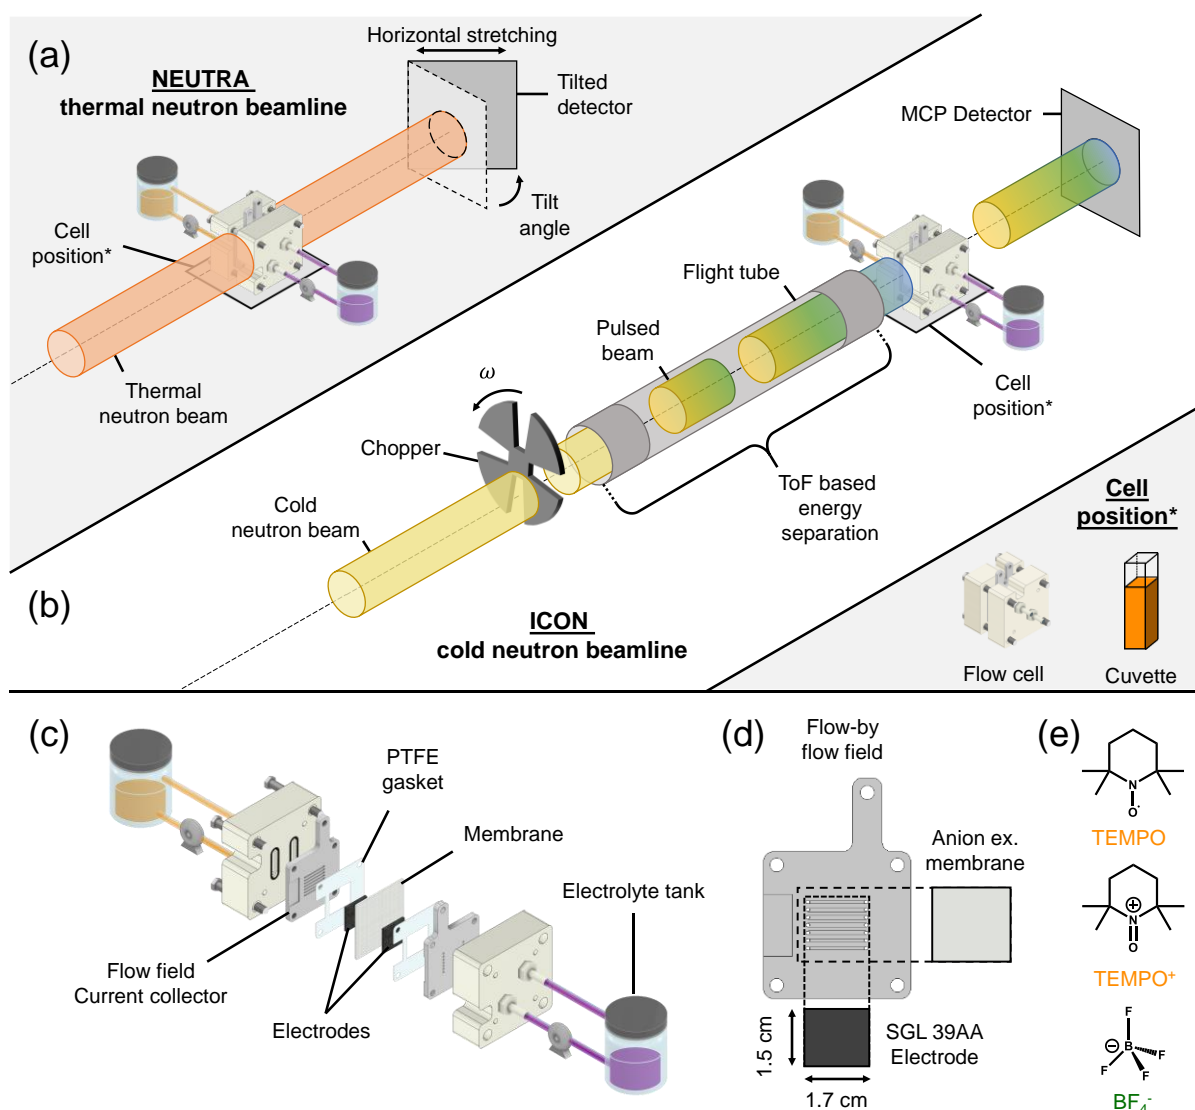 (a)
NEUTRA
thermal neutron beamline
Horizontal stretching
Tilted
detector
Tilt
angle
Cell
position*
Thermal
neutron beam
MCP Detector
Flight tube
Pulsed
beam
ω
Chopper
Cold
neutron beam
Cell
position*
ToF based
energy
separation
(b)
ICON
cold neutron beamline
Cell
position*
Flow cell
Cuvette
(c)
PTFE
gasket
Membrane
Electrolyte tank
Flow field
Current collector
Electrodes
(d)
Flow-by
flow field
Anion ex.
membrane
1.5 cm
SGL 39AA
Electrode
1.7 cm
(e)
N
O·
TEMPO
⊕
N
O
TEMPO⁺
F
⊖
B
F
F
F
BF₄⁻